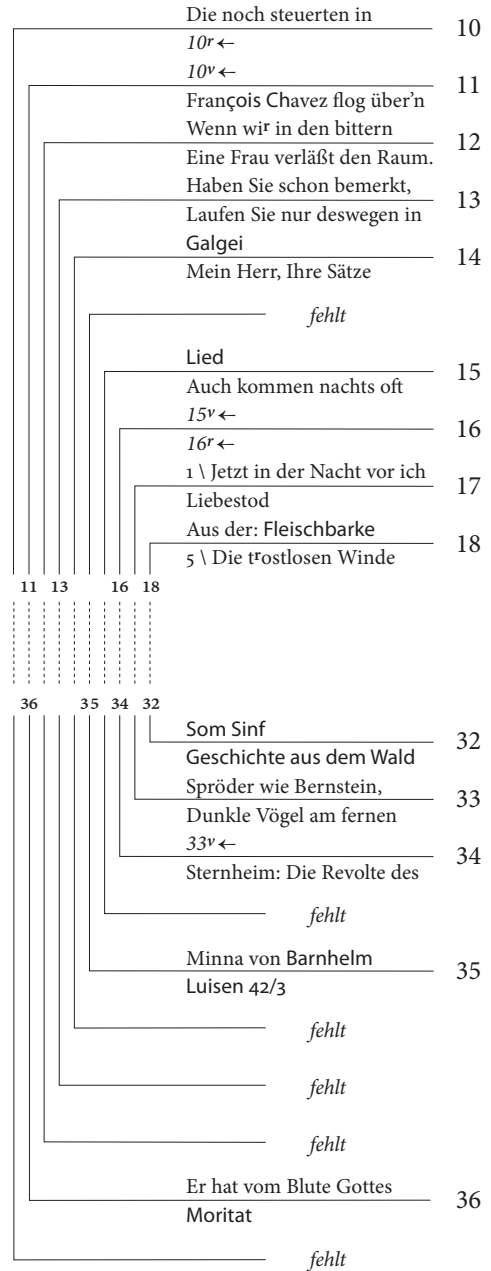 Die noch steuerten in
10
10r←
10v←
11
François Chavez flog über'n
Wenn wir in den bittern
12
Eine Frau verläßt den Raum.
Haben Sie schon bemerkt,
13
Laufen Sie nur deswegen in
Galgei
14
Mein Herr, Ihre Sätze
fehlt
Lied
15
Auch kommen nachts oft
15v←
16
16r←
1 \ Jetzt in der Nacht vor ich
17
Liebestod
Aus der: Fleischbarke
18
5 \ Die trostlosen Winde
11 13 16 18
36 35 34 32
Som Sinf
32
Geschichte aus dem Wald
Spröder wie Bernstein,
33
Dunkle Vögel am fernen
33v←
34
Sternheim: Die Revolte des
fehlt
Minna von Barnhelm
35
Luisen 42/3
fehlt
fehlt
fehlt
Er hat vom Blute Gottes
36
Moritat
fehlt